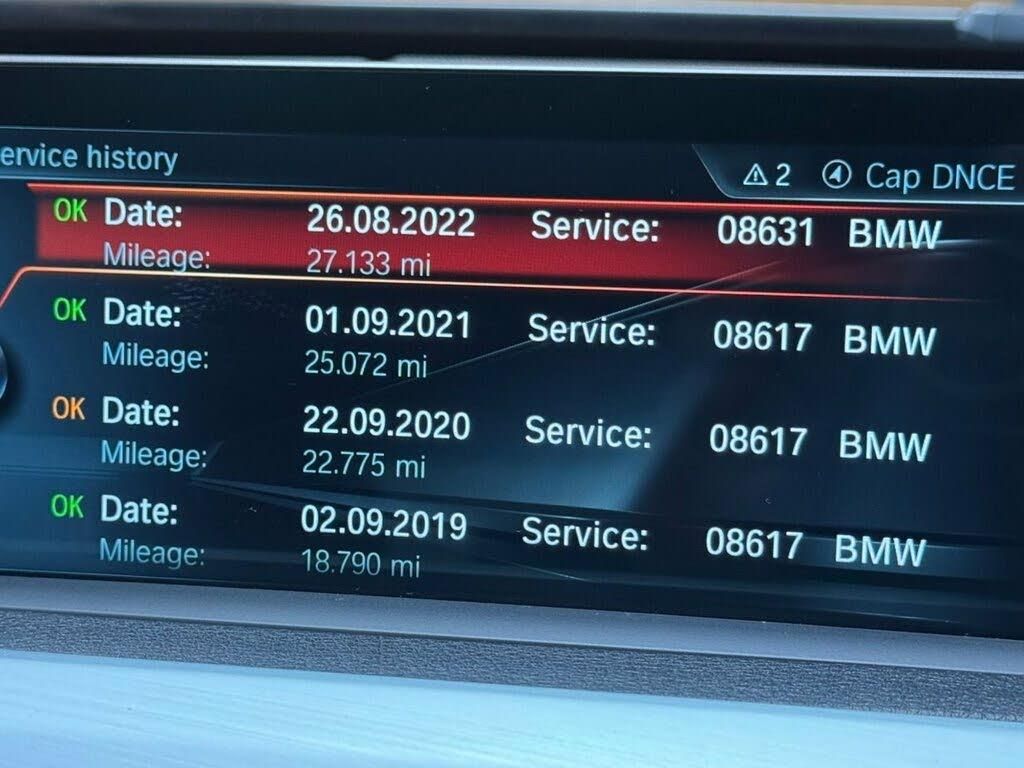 ervice history
2 Cap DNCE
OK Date: 26.08.2022 Service: 08631 BMW
Mileage: 27.133 mi
OK Date: 01.09.2021 Service: 08617 BMW
Mileage: 25.072 mi
OK Date: 22.09.2020 Service: 08617 BMW
Mileage: 22.775 mi
OK Date: 02.09.2019 Service: 08617 BMW
Mileage: 18.790 mi